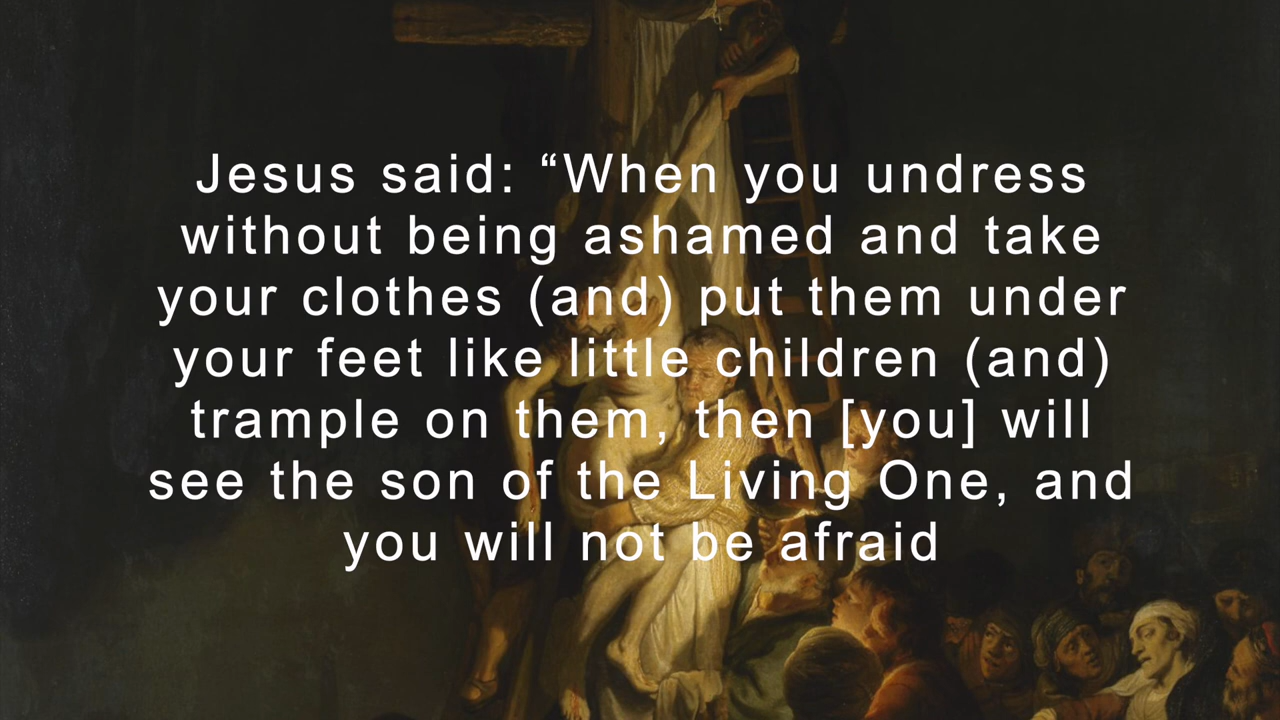 Jesus said: “When you undress
without being ashamed and take
your clothes (and) put them under
your feet like little children (and)
trample on them, then [you] will
see the son of the Living One, and
you will not be afraid